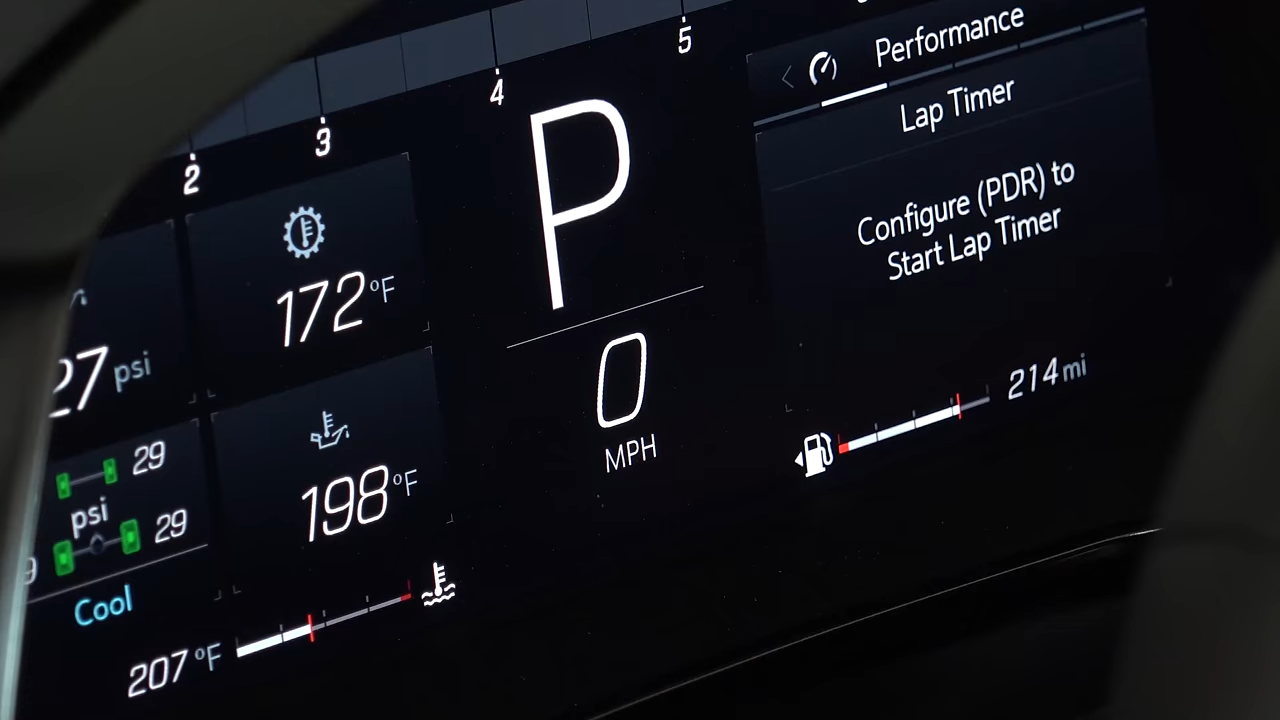 2
3
4
5
27 psi
172 °F
29
psi
29
Cool
198 °F
207 °F
P
0
MPH
Performance
Lap Timer
Configure (PDR) to
Start Lap Timer
214 mi